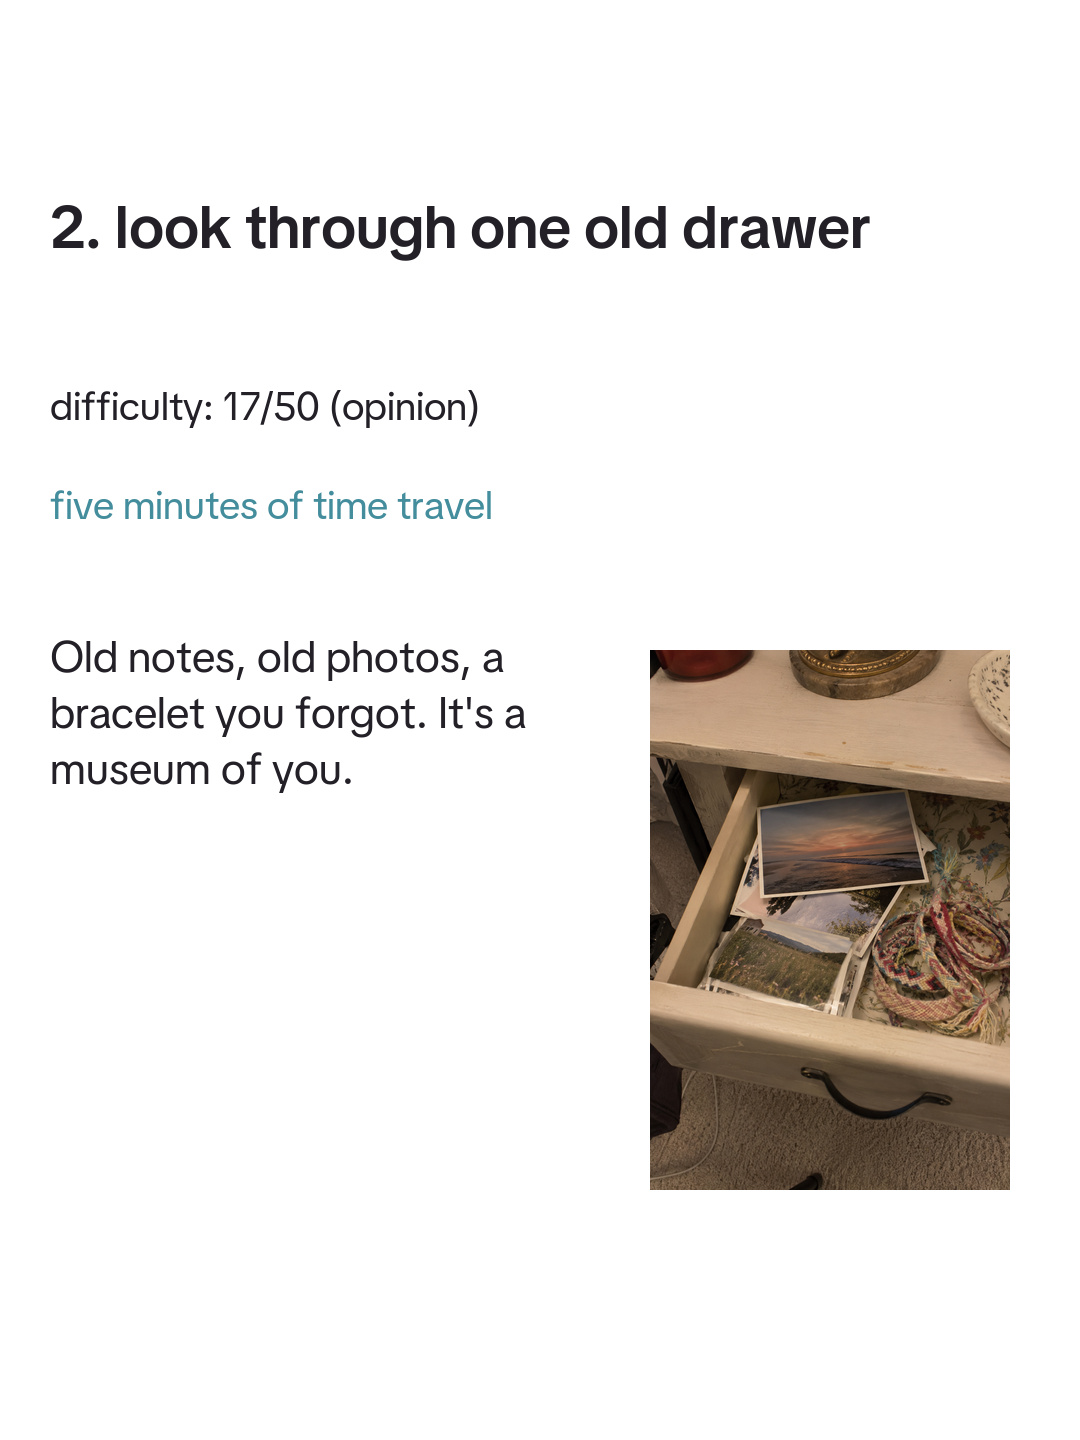 2. look through one old drawer
difficulty: 17/50 (opinion)
five minutes of time travel
Old notes, old photos, a
bracelet you forgot. It's a
museum of you.